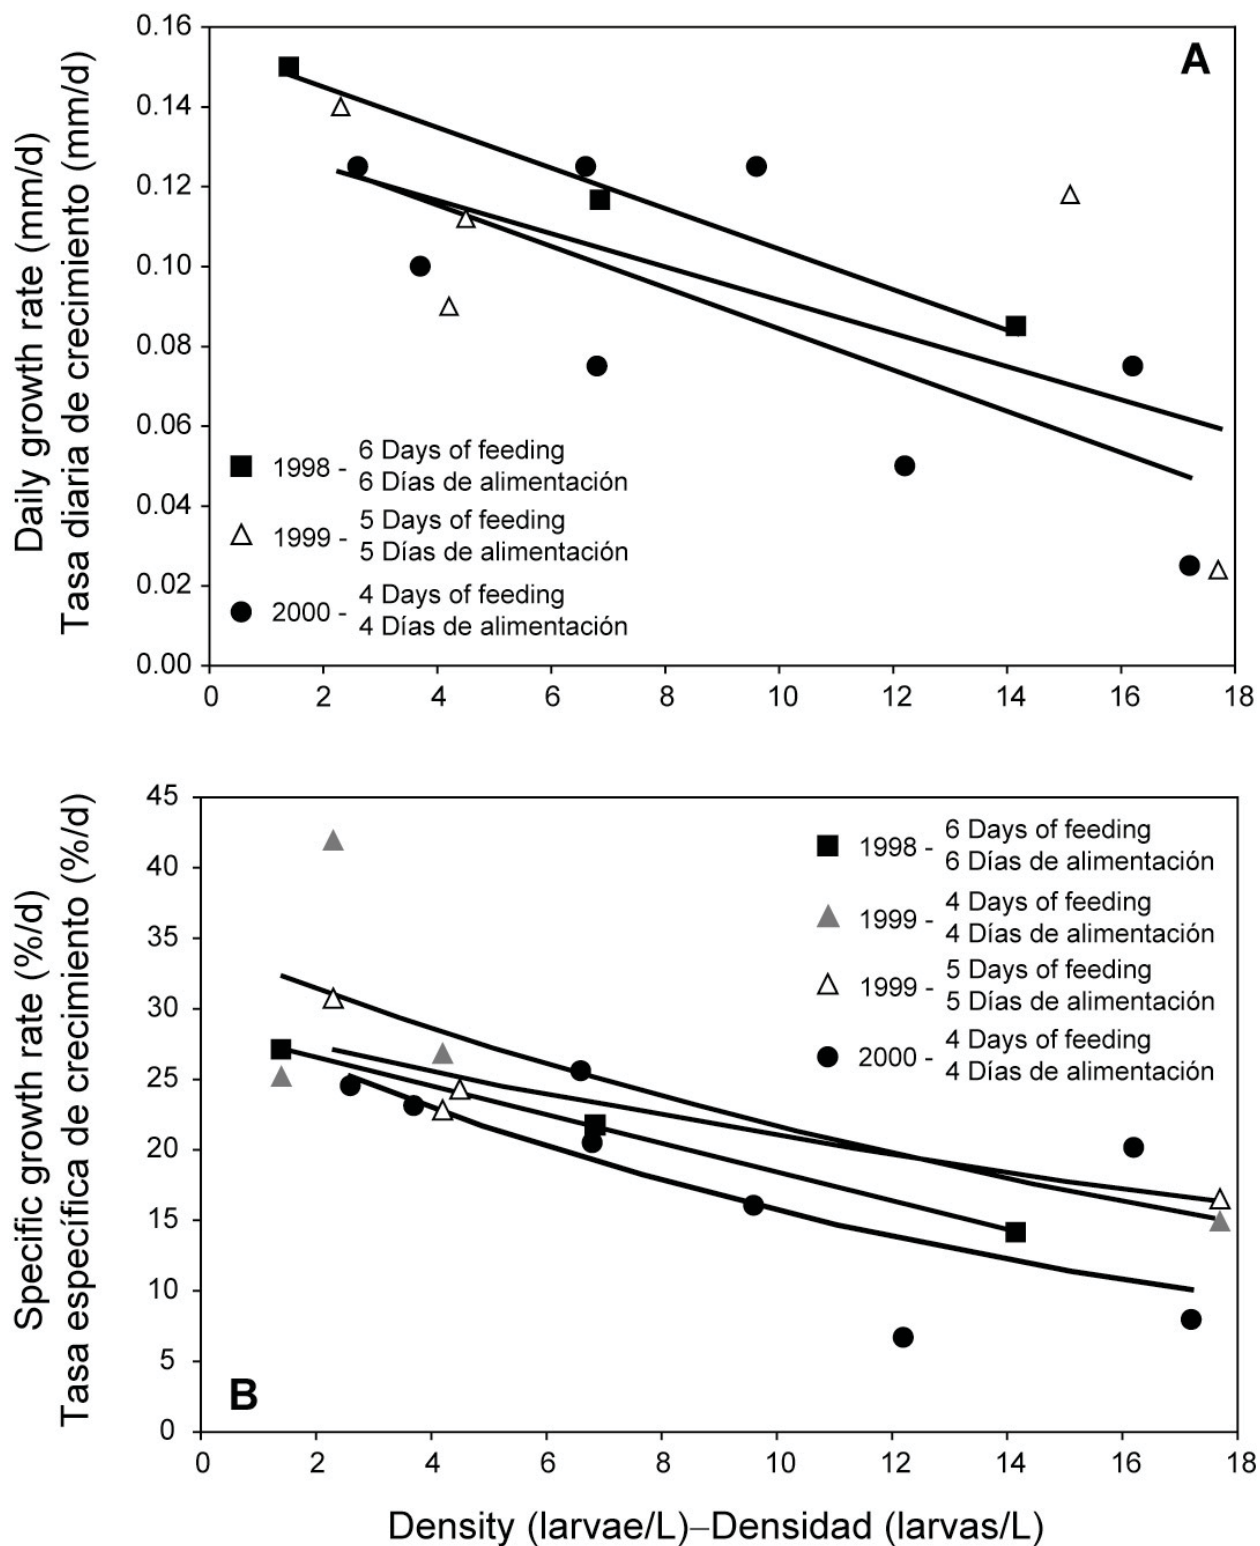 A
Daily growth rate (mm/d)
Tasa diaria de crecimiento (mm/d)
0.16
0.14
0.12
0.10
0.08
0.06
0.04
0.02
0.00
1998 - 6 Days of feeding
6 Días de alimentación
1999 - 5 Days of feeding
5 Días de alimentación
2000 - 4 Days of feeding
4 Días de alimentación
0 2 4 6 8 10 12 14 16 18
Specific growth rate (%/d)
Tasa específica de crecimiento (%/d)
45
40
35
30
25
20
15
10
5
0
1998 - 6 Days of feeding
6 Días de alimentación
1999 - 4 Days of feeding
4 Días de alimentación
1999 - 5 Days of feeding
5 Días de alimentación
2000 - 4 Days of feeding
4 Días de alimentación
B
0 2 4 6 8 10 12 14 16 18
Density (larvae/L)–Densidad (larvas/L)